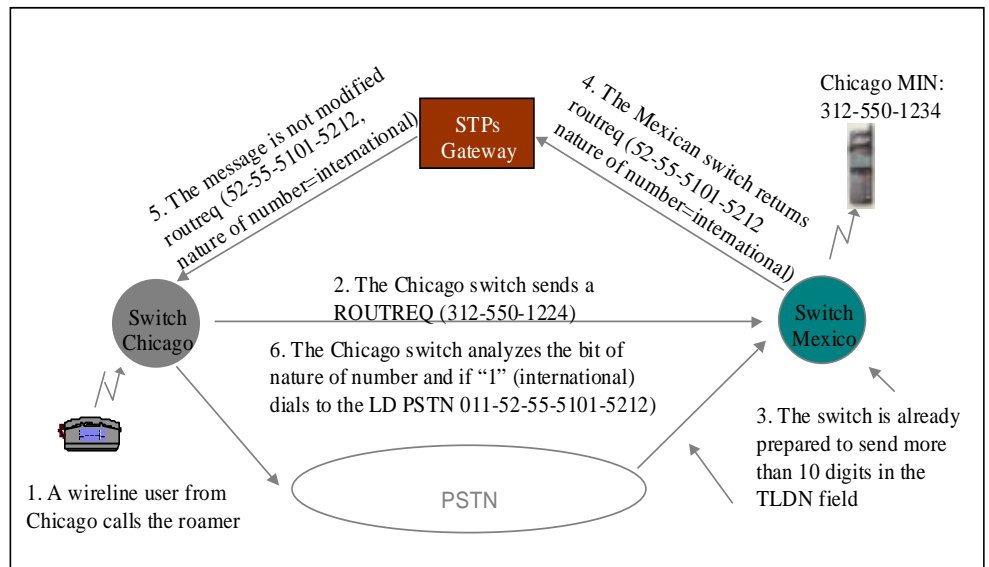 5. The message is not modified
routreq (52-55-5101-5212,
nature of number=international)
STPs
Gateway
4. The Mexican switch returns
routreq (52-55-5101-5212
nature of number=international)
Chicago MIN:
312-550-1234
2. The Chicago switch sends a
ROUTREQ (312-550-1224)
Switch
Chicago
Switch
Mexico
6. The Chicago switch analyzes the bit of
nature of number and if “1” (international)
dials to the LD PSTN 011-52-55-5101-5212)
3. The switch is already
prepared to send more
than 10 digits in the
TLDN field
1. A wireline user from
Chicago calls the roamer
PSTN